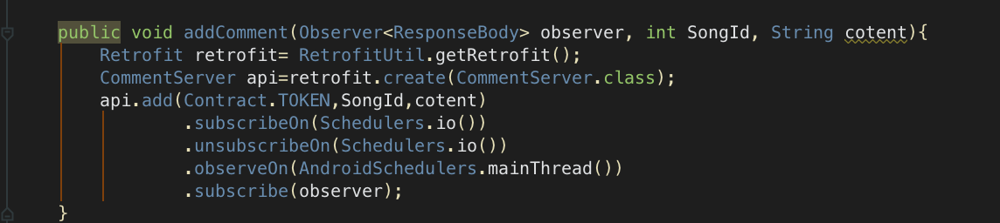 public void addComment(Observer<ResponseBody> observer, int SongId, String cotent){
Retrofit retrofit= RetrofitUtil.getRetrofit();
CommentServer api=retrofit.create(CommentServer.class);
api.add(Contract.TOKEN,SongId,cotent)
.subscribeOn(Schedulers.io())
.unsubscribeOn(Schedulers.io())
.observeOn(AndroidSchedulers.mainThread())
.subscribe(observer);
}